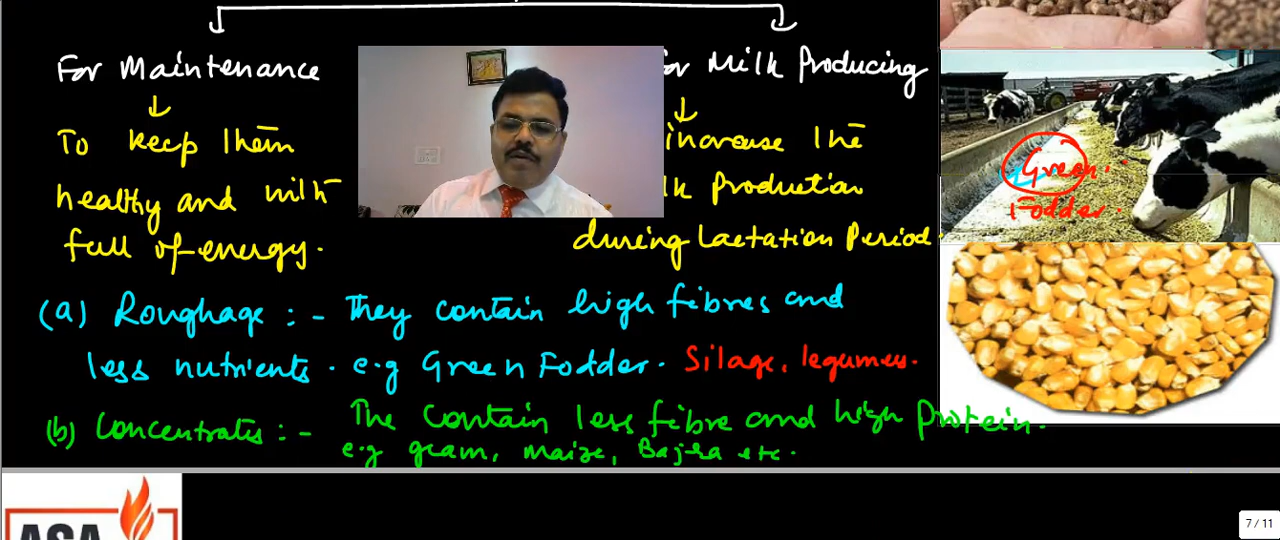 For Maintenance
For Milk Producing
To keep them
healthy and with
full of energy.
increase the
Production
during Lactation Period.
Green
Fodder.
(a) Roughage :- They contain high fibres and
less nutrients. e.g Green Fodder. Silage, legumes.
(b) Concentrates :- The contain less fibre and high Protein.
e.g gram, maize, Bajra etc.
ASA
7 / 11